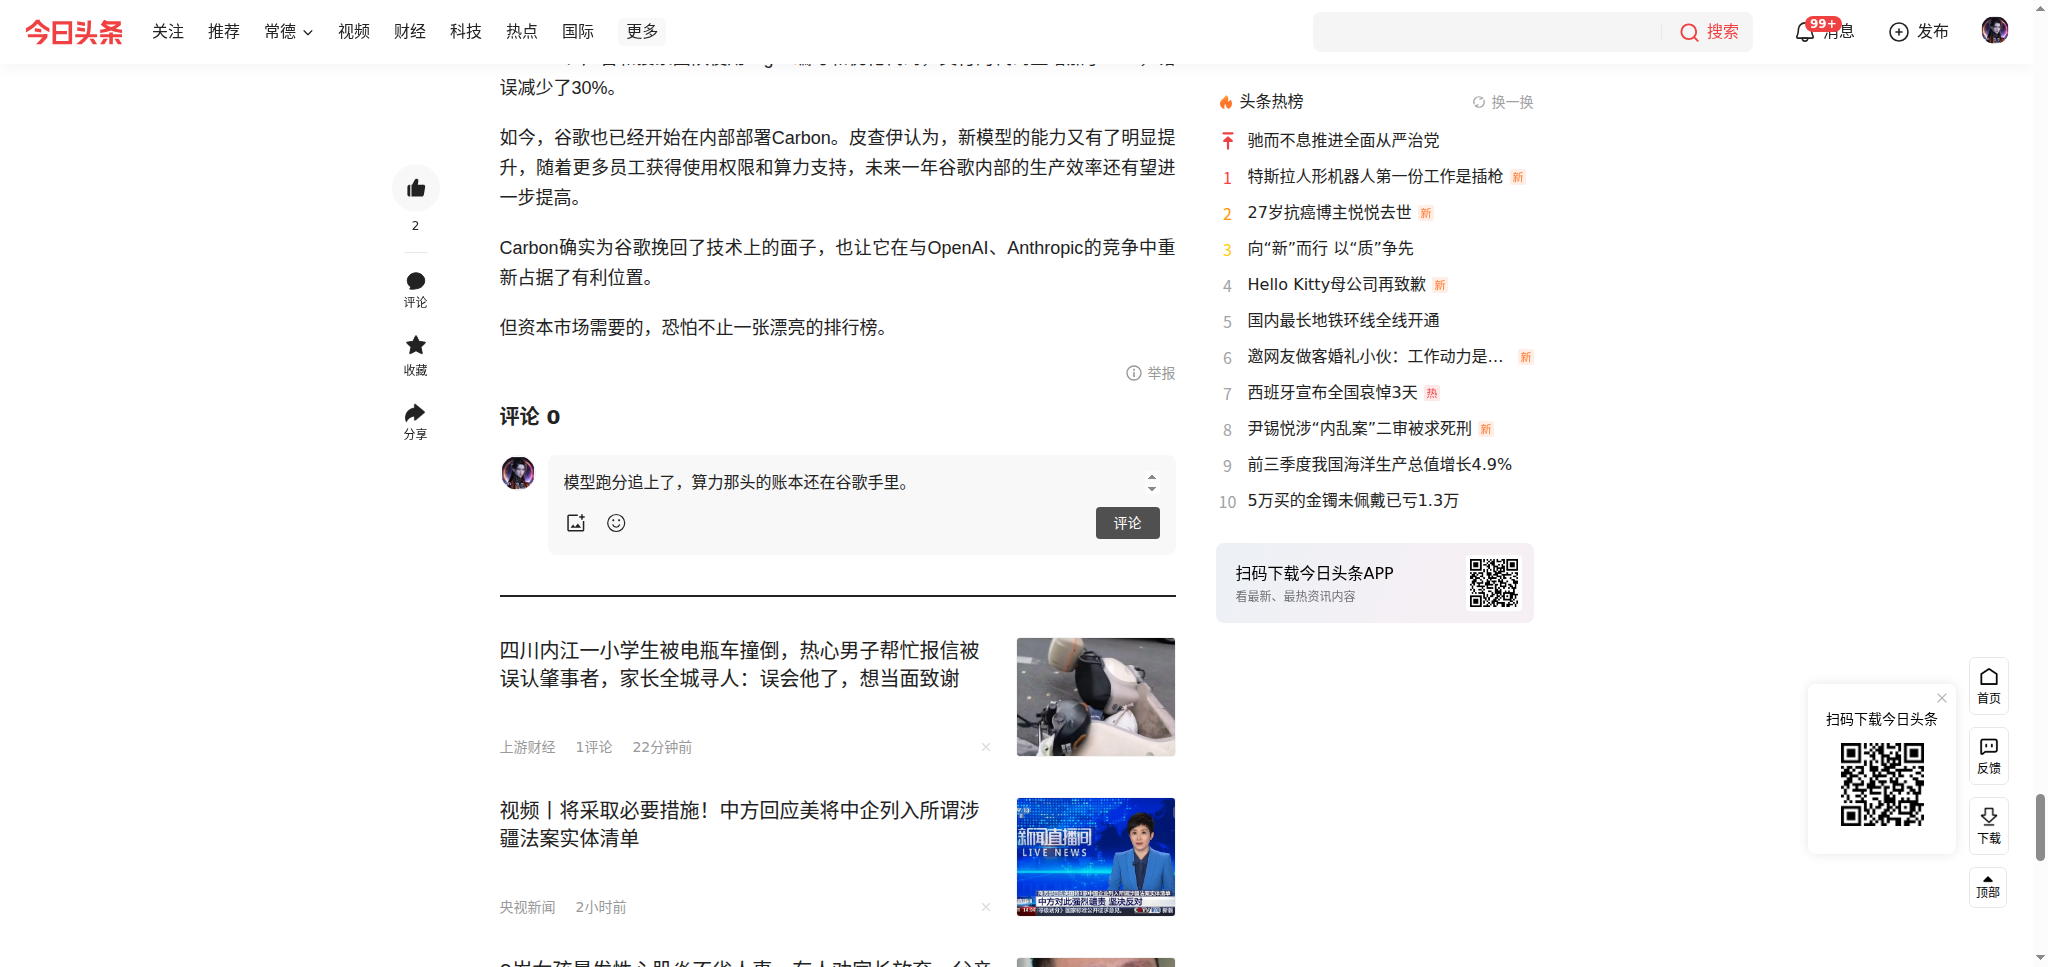 今日头条
关注
推荐
常德
视频
财经
科技
热点
国际
更多
搜索
99+
消息
发布
误减少了30%。
如今，谷歌也已经开始在内部部署Carbon。皮查伊认为，新模型的能力又有了明显提
升，随着更多员工获得使用权限和算力支持，未来一年谷歌内部的生产效率还有望进
一步提高。
Carbon确实为谷歌挽回了技术上的面子，也让它在与OpenAI、Anthropic的竞争中重
新占据了有利位置。
但资本市场需要的，恐怕不止一张漂亮的排行榜。
举报
2
评论
收藏
分享
评论 0
模型跑分追上了，算力那头的账本还在谷歌手里。
评论
四川内江一小学生被电瓶车撞倒，热心男子帮忙报信被
误认肇事者，家长全城寻人：误会他了，想当面致谢
上游财经 1评论 22分钟前
视频丨将采取必要措施！中方回应美将中企列入所谓涉
疆法案实体清单
央视新闻 2小时前
新闻直播间
LIVE NEWS
中方对此强烈谴责 坚决反对
头条热榜
换一换
驰而不息推进全面从严治党
1 特斯拉人形机器人第一份工作是插枪 新
2 27岁抗癌博主悦悦去世 新
3 向“新”而行 以“质”争先
4 Hello Kitty母公司再致歉 新
5 国内最长地铁环线全线开通
6 邀网友做客婚礼小伙：工作动力是... 新
7 西班牙宣布全国哀悼3天 热
8 尹锡悦涉“内乱案”二审被求死刑 新
9 前三季度我国海洋生产总值增长4.9%
10 5万买的金镯未佩戴已亏1.3万
扫码下载今日头条APP
看最新、最热资讯内容
扫码下载今日头条
首页
反馈
下载
顶部